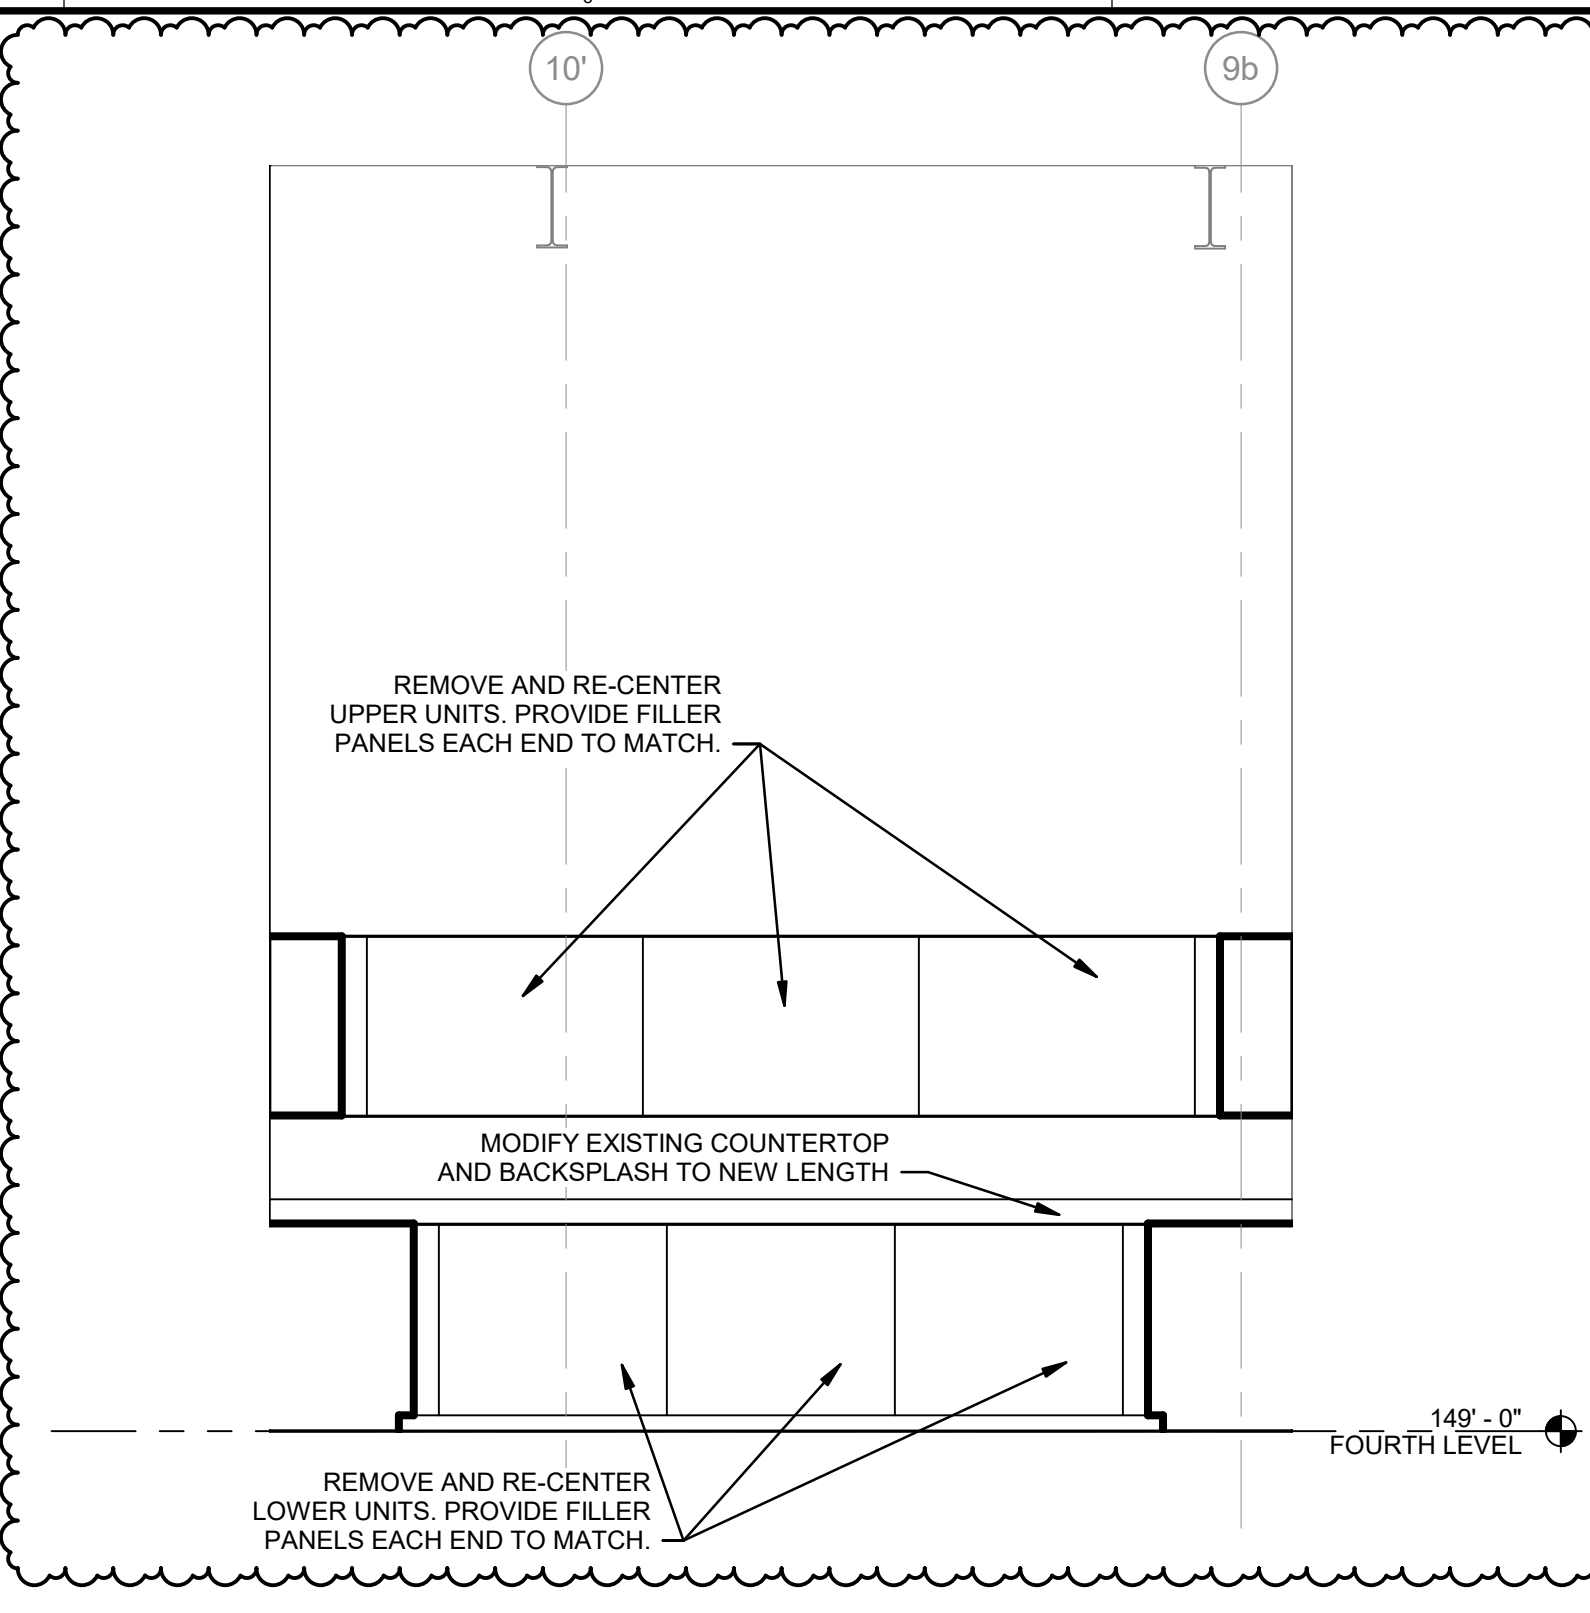 10'
9b
REMOVE AND RE-CENTER
UPPER UNITS. PROVIDE FILLER
PANELS EACH END TO MATCH.
MODIFY EXISTING COUNTERTOP
AND BACKSPLASH TO NEW LENGTH
149' - 0"
FOURTH LEVEL
REMOVE AND RE-CENTER
LOWER UNITS. PROVIDE FILLER
PANELS EACH END TO MATCH.